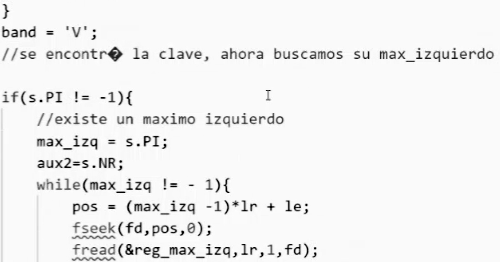 }
band = 'V';
//se encontr� la clave, ahora buscamos su max_izquierdo
if(s.PI != -1){
//existe un maximo izquierdo
max_izq = s.PI;
aux2=s.NR;
while(max_izq != - 1){
pos = (max_izq -1)*lr + le;
fseek(fd,pos,0);
fread(&reg_max_izq,lr,1,fd);